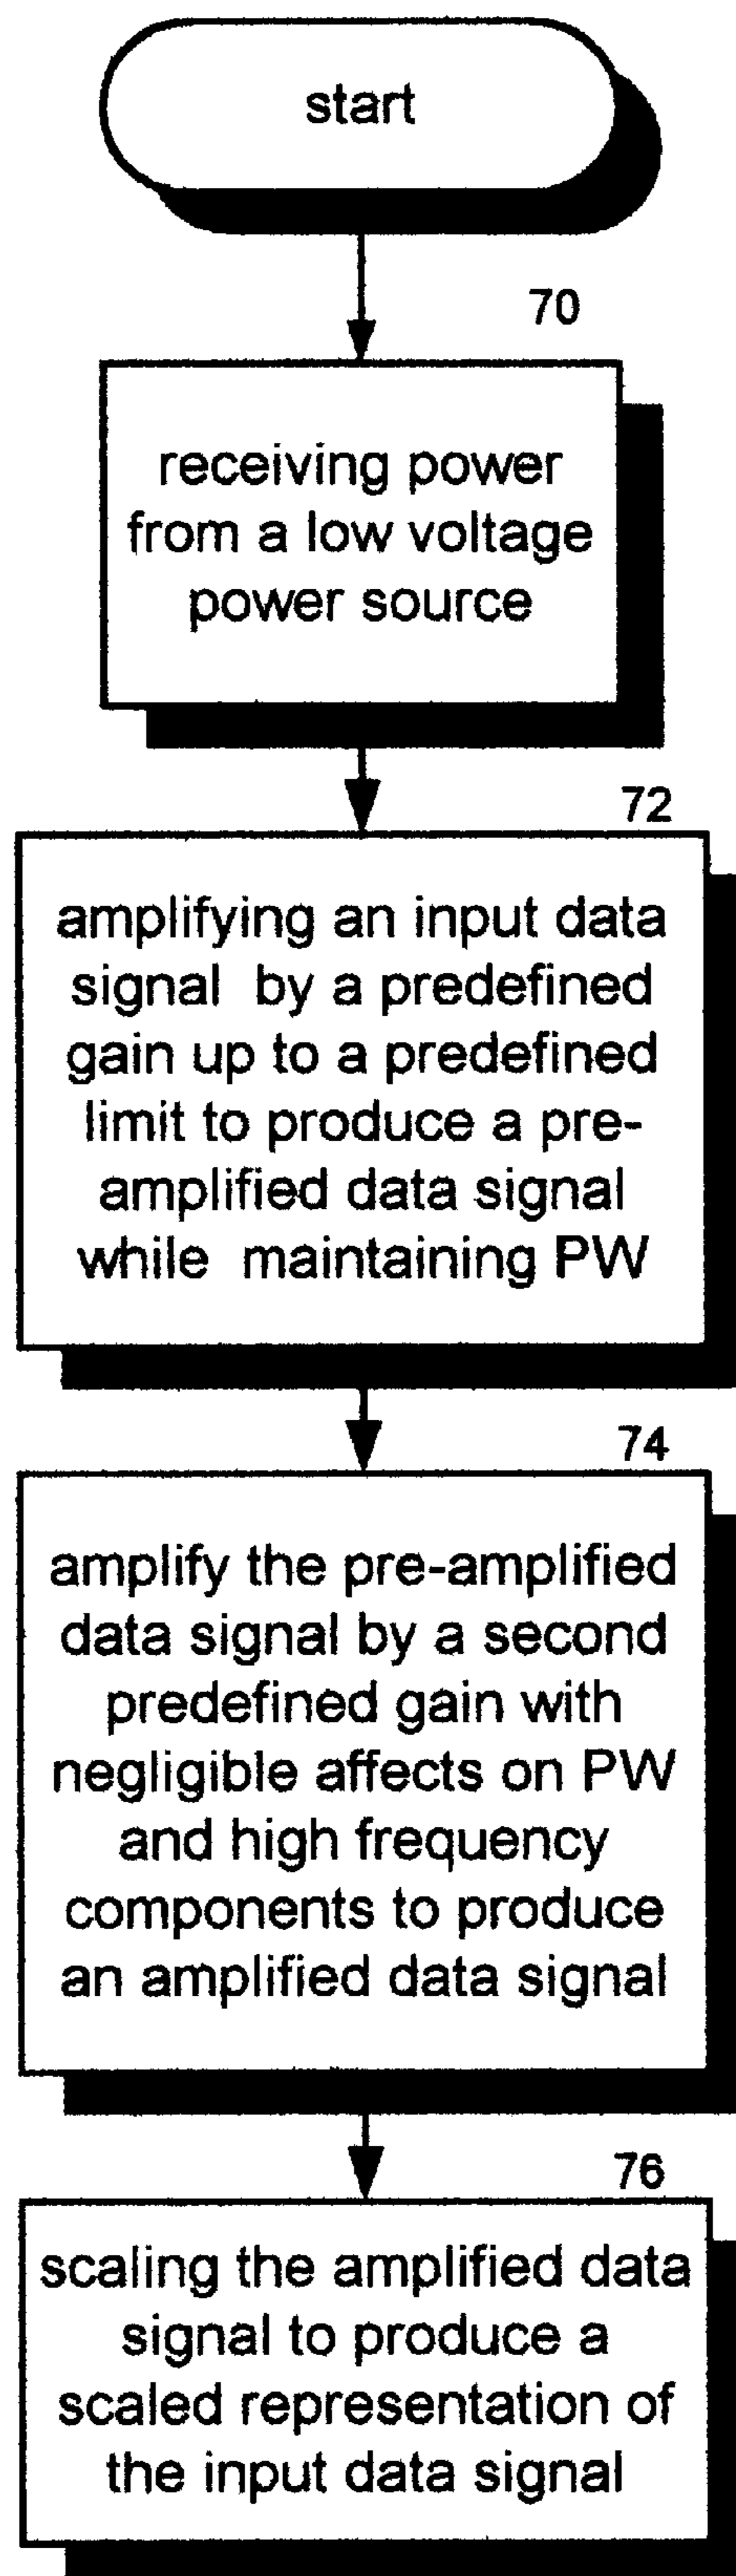 start
70
receiving power
from a low voltage
power source
72
amplifying an input data
signal by a predefined
gain up to a predefined
limit to produce a pre-
amplified data signal
while maintaining PW
74
amplify the pre-amplified
data signal by a second
predefined gain with
negligible affects on PW
and high frequency
components to produce
an amplified data signal
76
scaling the amplified data
signal to produce a
scaled representation of
the input data signal